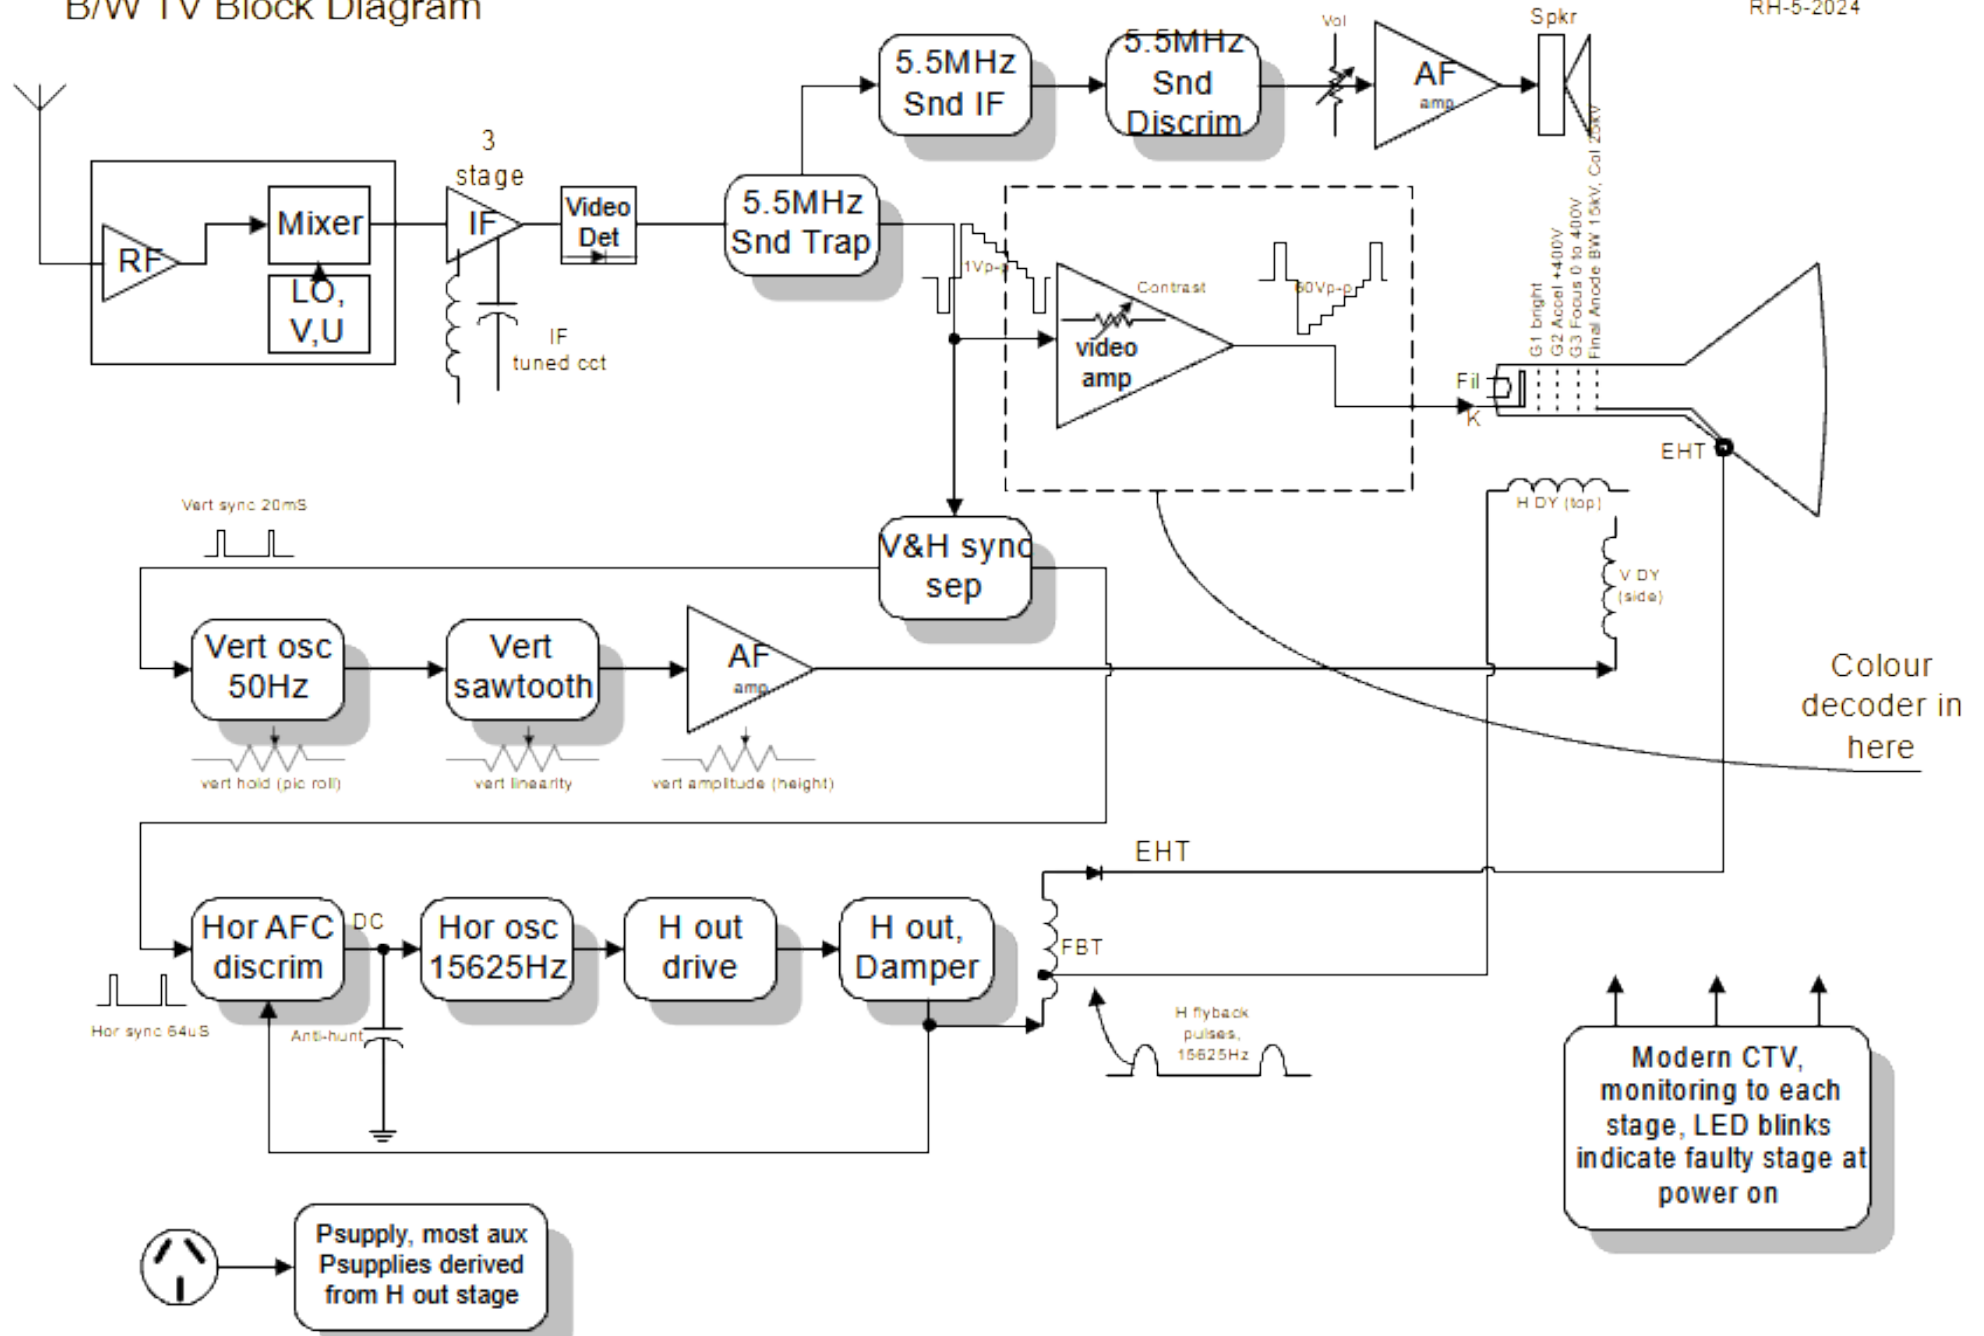 B/W TV Block Diagram
RH-5-2024
Vol
Spkr
5.5MHz
Snd IF
5.5MHz
Snd
Discrim
AF
amp
3
stage
RF
Mixer
LO,
V,U
IF
Video
Det
5.5MHz
Snd Trap
IF
tuned cct
1Vp-p
Contrast
video
amp
60Vp-p
G1 bright
G2 Accel +400V
G3 Focus 0 to 400V
Final Anode BW 15kV, Col 25kV
Fil
K
EHT
H DY (top)
V DY
(side)
Vert sync 20mS
V&H sync
sep
Vert osc
50Hz
Vert
sawtooth
AF
amp
vert hold (pic roll)
vert linearity
vert amplitude (height)
Colour
decoder in
here
EHT
Hor AFC
discrim
DC
Hor osc
15625Hz
H out
drive
H out,
Damper
FBT
Hor sync 64uS
Anti-hunt
H flyback
pulses,
15625Hz
Modern CTV,
monitoring to each
stage, LED blinks
indicate faulty stage at
power on
Psupply, most aux
Psupplies derived
from H out stage